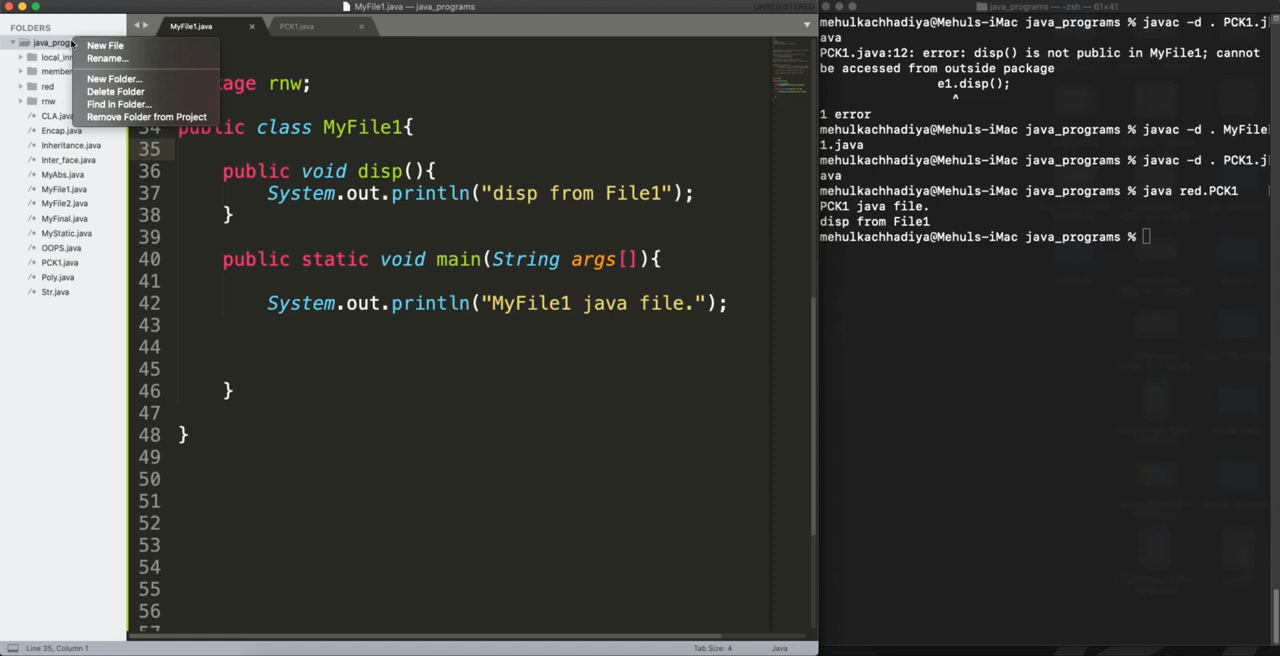 MyFile1.java — java_programs
UNREGISTERED
FOLDERS
java_prog
New File
Rename...
New Folder...
Delete Folder
Find in Folder...
Remove Folder from Project
local_inn
member
red
rnw
CLA.java
Encap.java
Inheritance.java
Inter_face.java
MyAbs.java
MyFile1.java
MyFile2.java
MyFinal.java
MyStatic.java
OOPS.java
PCK1.java
Poly.java
Str.java
MyFile1.java
PCK1.java
age rnw;
34 public class MyFile1{
35
36 public void disp(){
37 System.out.println("disp from File1");
38 }
39
40 public static void main(String args[]){
41
42 System.out.println("MyFile1 java file.");
43
44
45
46 }
47
48 }
49
50
51
52
53
54
55
56
57
Line 35, Column 1
Tab Size: 4
Java
java_programs — -zsh — 61×41
mehulkachhadiya@Mehuls-iMac java_programs % javac -d . PCK1.j
ava
PCK1.java:12: error: disp() is not public in MyFile1; cannot
be accessed from outside package
e1.disp();
^
1 error
mehulkachhadiya@Mehuls-iMac java_programs % javac -d . MyFile
1.java
mehulkachhadiya@Mehuls-iMac java_programs % javac -d . PCK1.j
ava
mehulkachhadiya@Mehuls-iMac java_programs % java red.PCK1
PCK1 java file.
disp from File1
mehulkachhadiya@Mehuls-iMac java_programs %